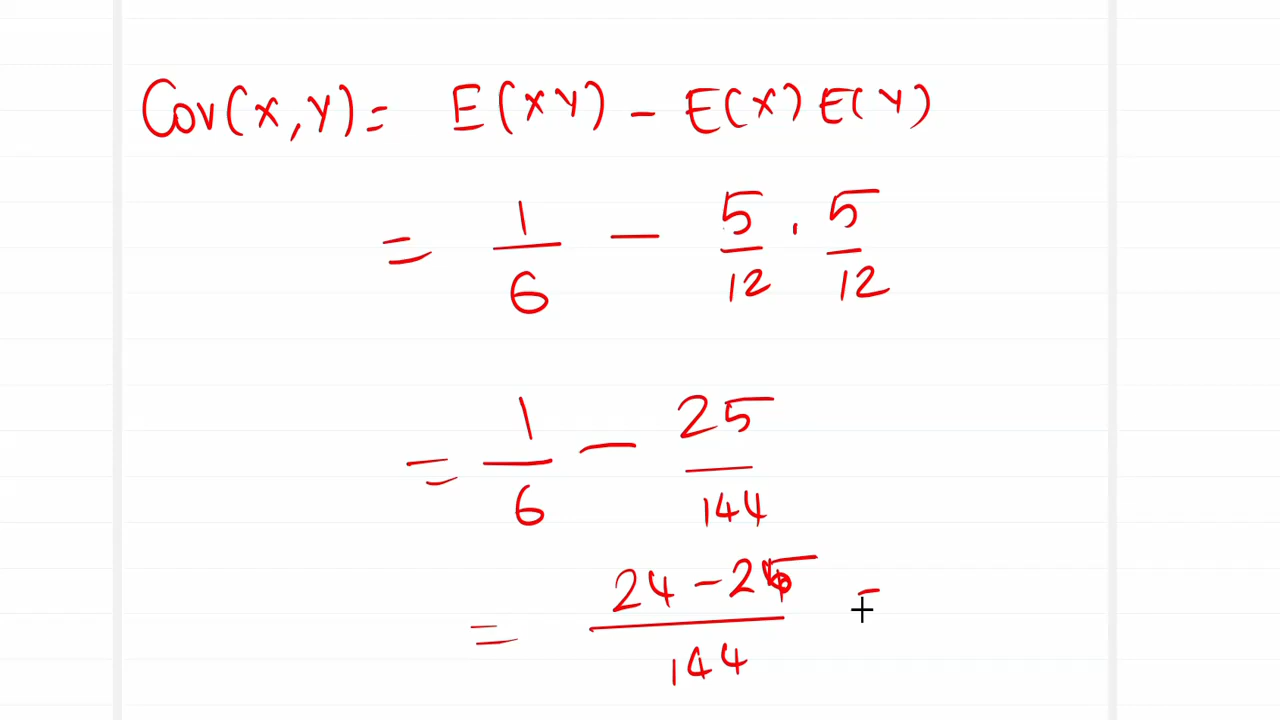 Cov(X,Y) = E(XY) - E(X)E(Y)
= 1/6 - 5/12 . 5/12
= 1/6 - 25/144
= 24-25/144 =